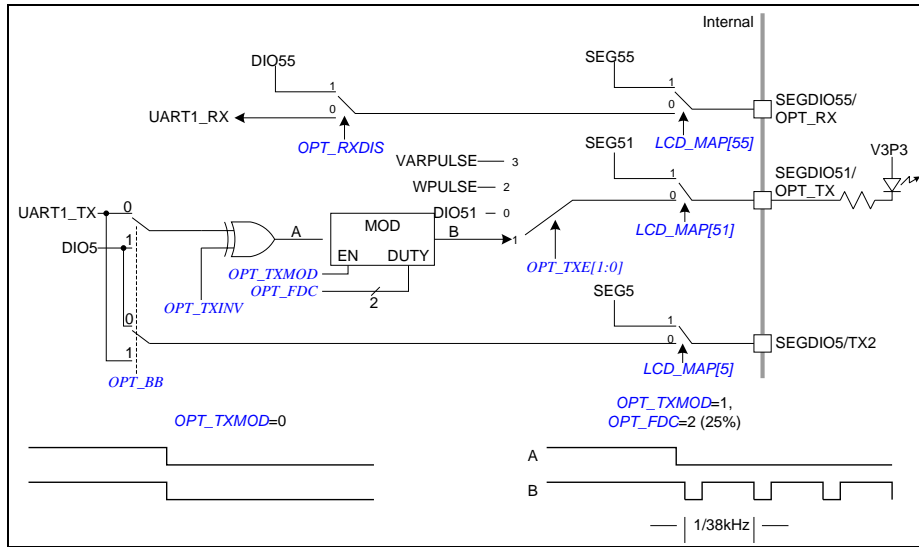 Internal
DIO55
SEG55
1
1
UART1_RX
0
0
SEGDIO55/
OPT_RX
OPT_RXDIS
LCD_MAP[55]
VARPULSE
3
SEG51
V3P3
WPULSE
2
1
SEGDIO51/
OPT_TX
UART1_TX
0
DIO51
0
0
A
MOD
B
1
DIO5
1
EN
DUTY
LCD_MAP[51]
OPT_TXMOD
OPT_FDC
2
OPT_TXE[1:0]
OPT_TXINV
SEG5
0
1
1
0
SEGDIO5/TX2
OPT_BB
LCD_MAP[5]
OPT_TXMOD=0
OPT_TXMOD=1,
OPT_FDC=2 (25%)
A
B
1/38kHz